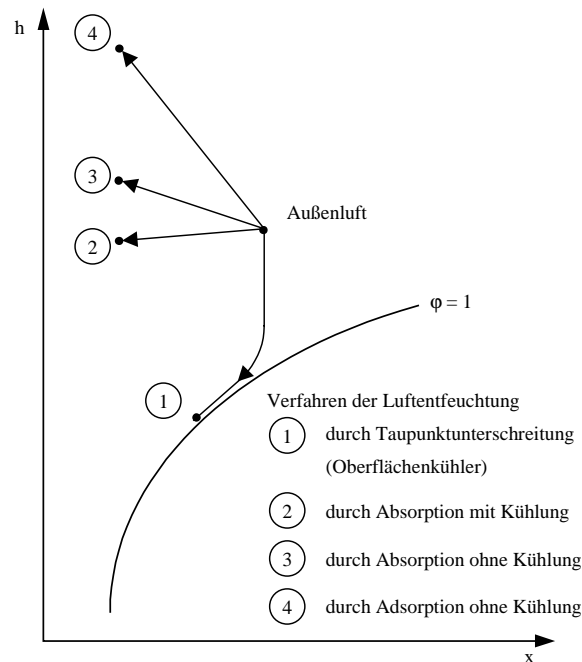 h
4
3
2
Außenluft
φ = 1
1
Verfahren der Luftentfeuchtung
1 durch Taupunktunterschreitung
(Oberflächenkühler)
2 durch Absorption mit Kühlung
3 durch Absorption ohne Kühlung
4 durch Adsorption ohne Kühlung
x